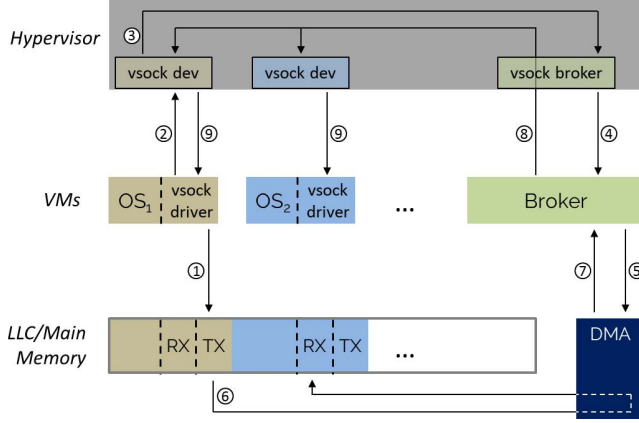 Hypervisor
③
vsock dev
vsock dev
vsock broker
②
⑨
⑨
⑧
④
VMs
OS₁
vsock
driver
OS₂
vsock
driver
...
Broker
①
⑦
⑤
LLC/Main
Memory
RX
TX
RX
TX
...
DMA
⑥